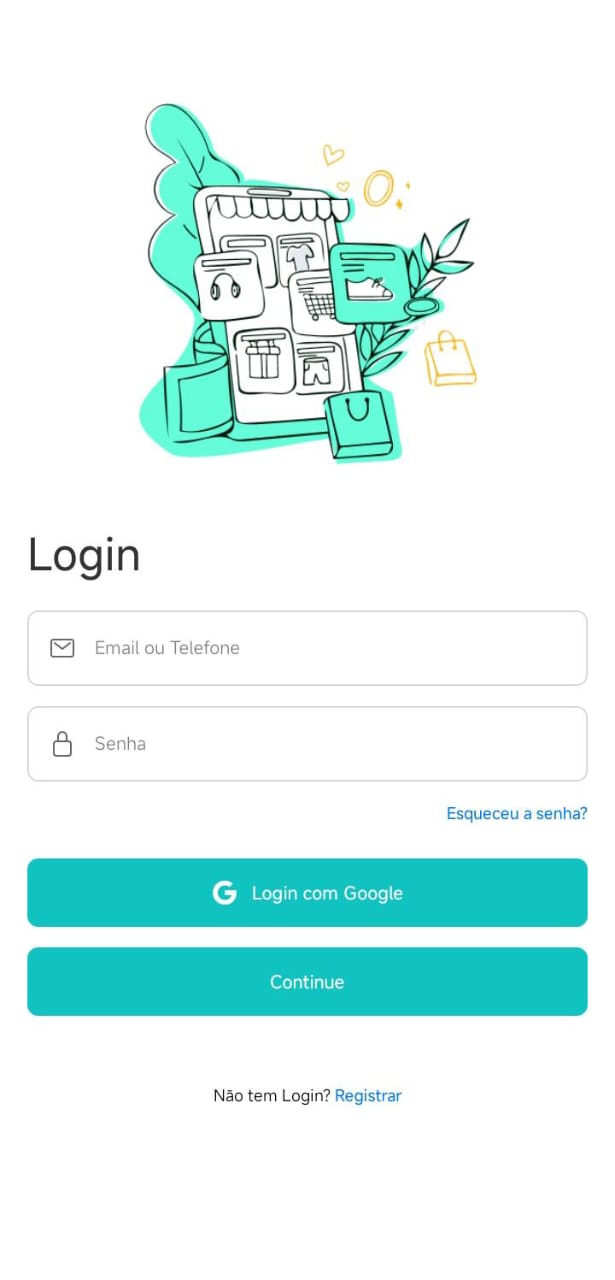 Login
Email ou Telefone
Senha
Esqueceu a senha?
Login com Google
Continue
Não tem Login? Registrar